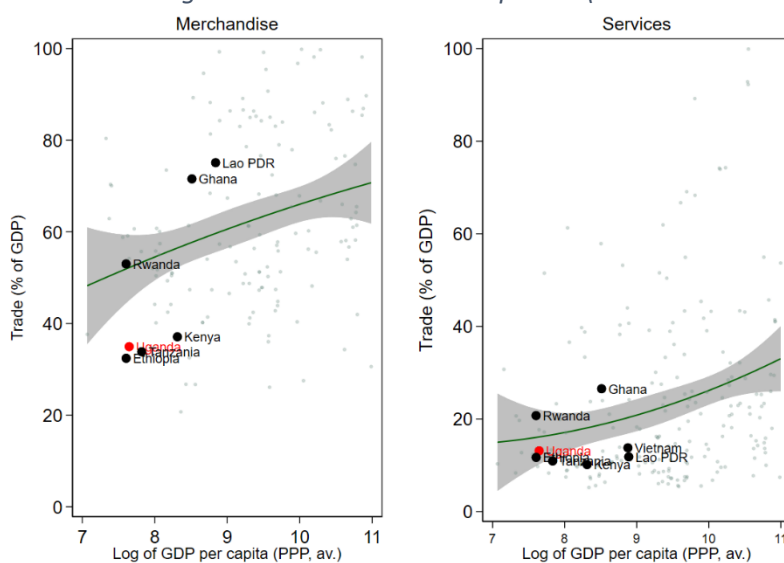 Merchandise
Services
100
80
60
40
20
0
Trade (% of GDP)
Lao PDR
Ghana
Rwanda
Kenya
Uganda
Tanzania
Ethiopia
7 8 9 10 11
Log of GDP per capita (PPP, av.)
100
80
60
40
20
0
Trade (% of GDP)
Ghana
Rwanda
Uganda
Vietnam
Ethiopia
Tanzania
Kenya
Lao PDR
7 8 9 10 11
Log of GDP per capita (PPP, av.)